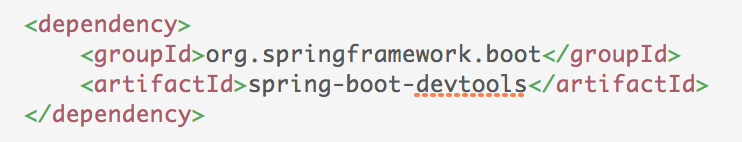 <dependency>
    <groupId>org.springframework.boot</groupId>
    <artifactId>spring-boot-devtools</artifactId>
</dependency>